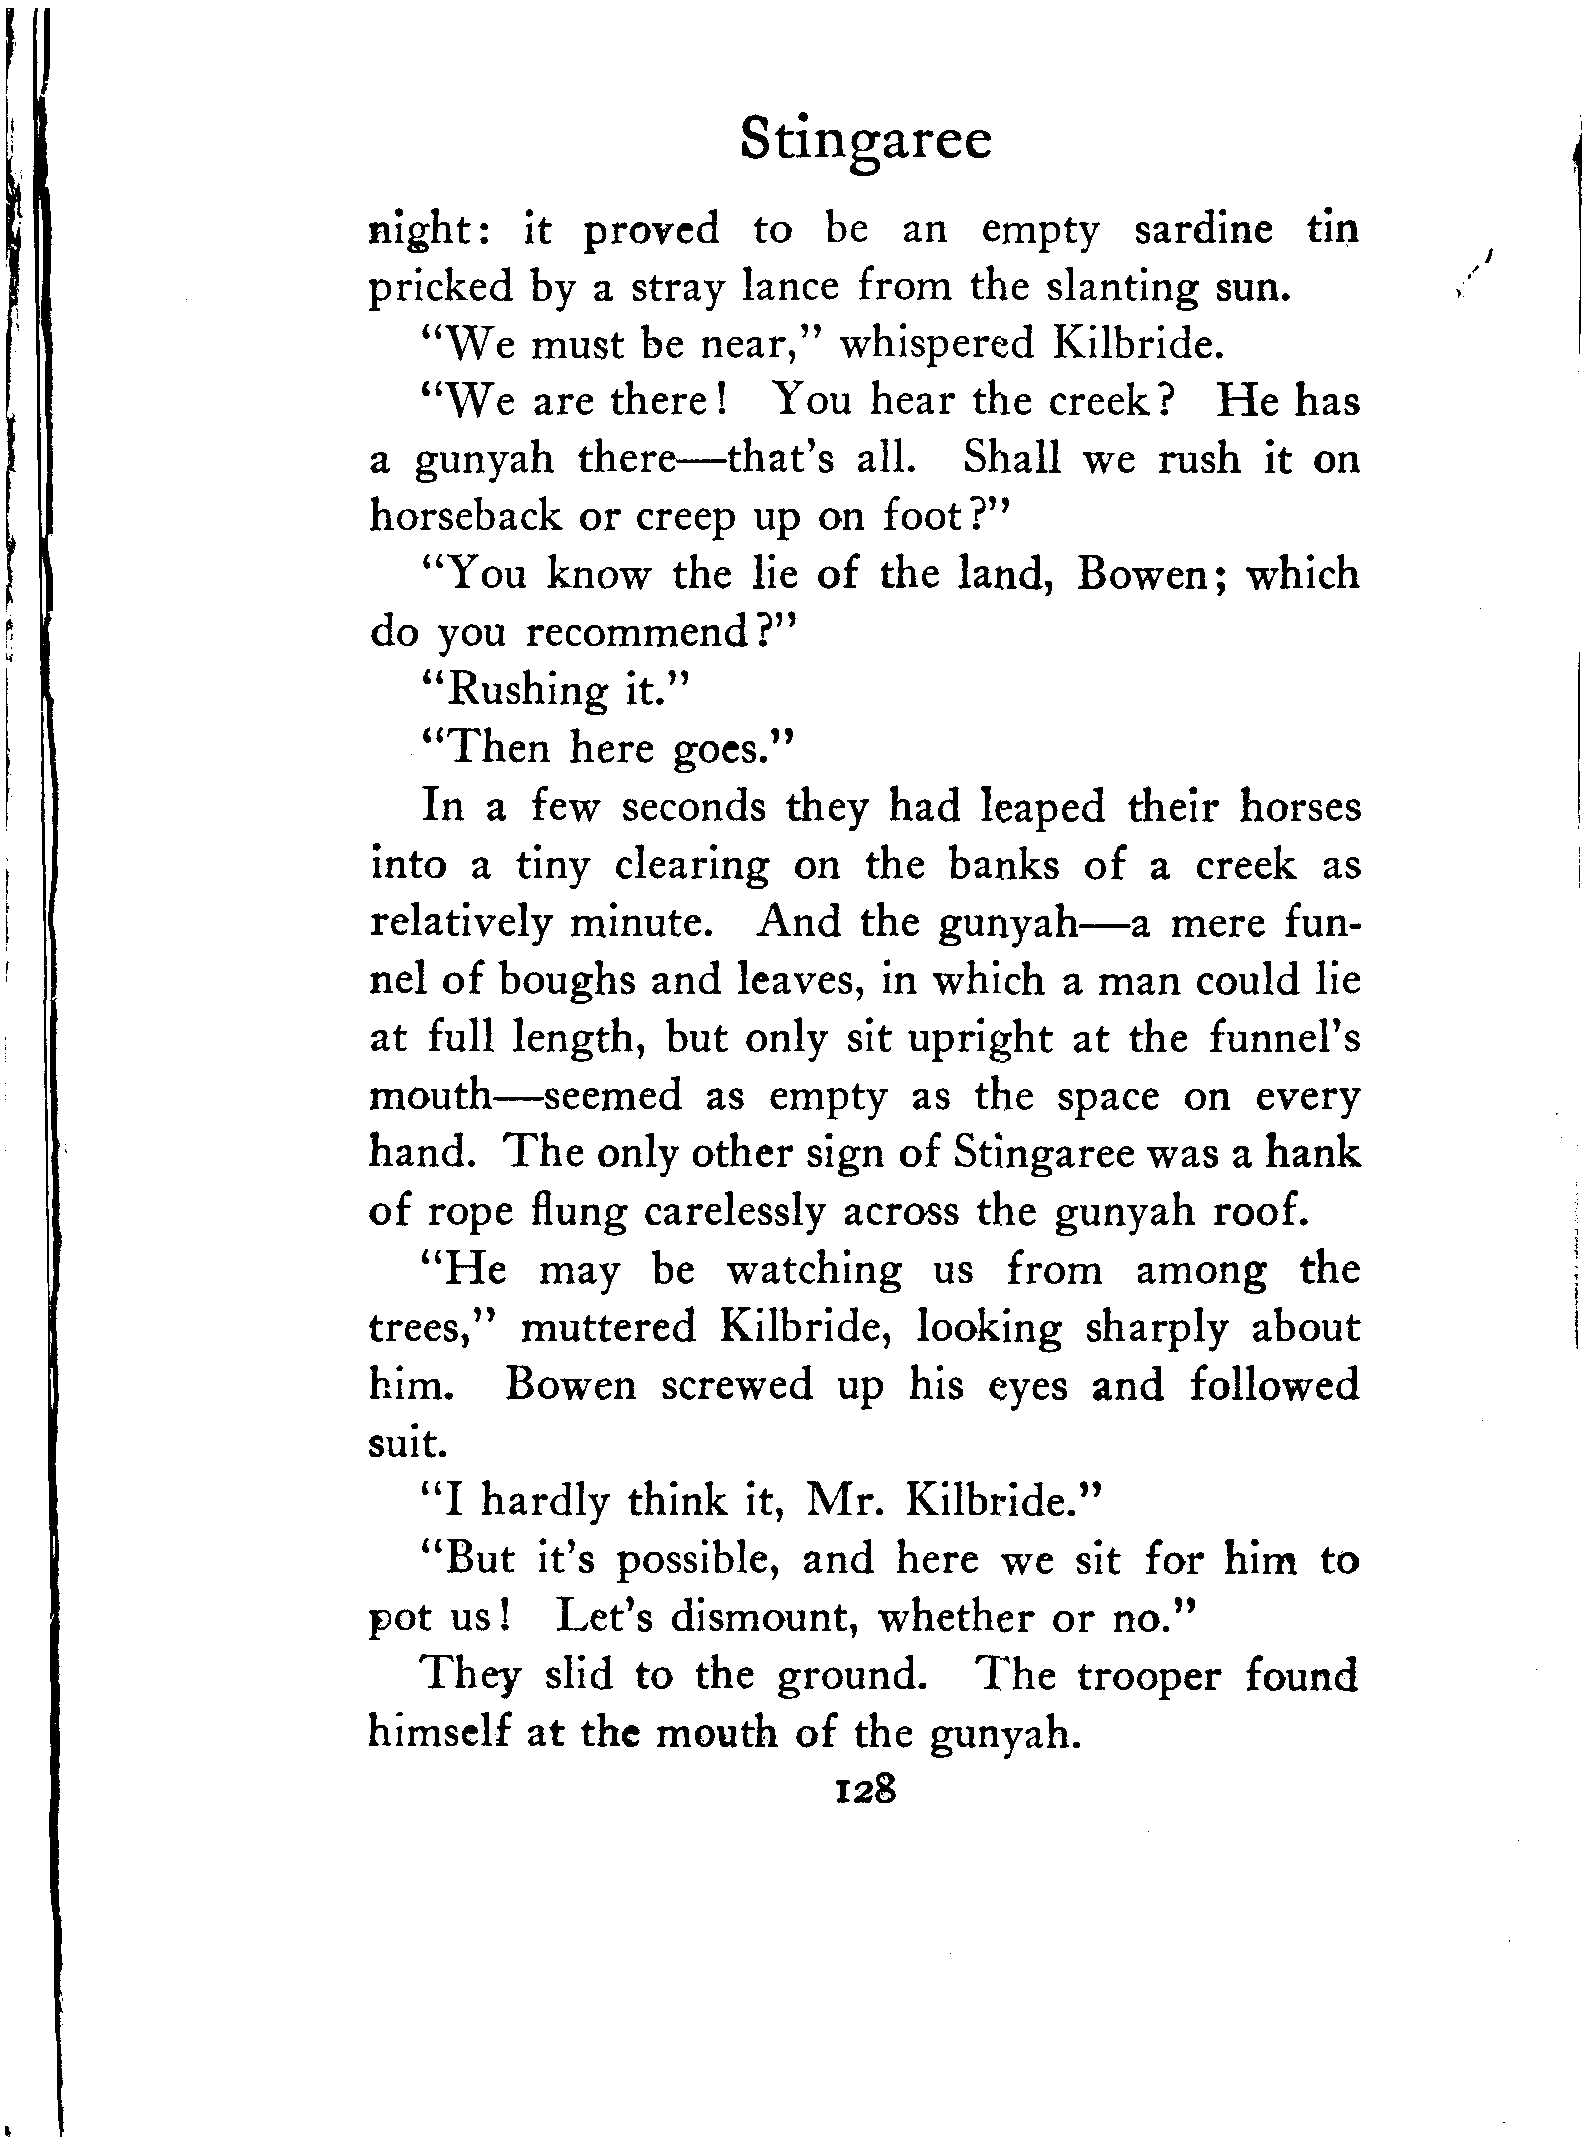 Stingaree
night: it proved to be an empty sardine tin
pricked by a stray lance from the slanting sun.
“We must be near,” whispered Kilbride.
“We are there! You hear the creek? He has
a gunyah there—that’s all. Shall we rush it on
horseback or creep up on foot?”
“You know the lie of the land, Bowen; which
do you recommend?”
“Rushing it.”
“Then here goes.”
In a few seconds they had leaped their horses
into a tiny clearing on the banks of a creek as
relatively minute. And the gunyah—a mere fun-
nel of boughs and leaves, in which a man could lie
at full length, but only sit upright at the funnel’s
mouth—seemed as empty as the space on every
hand. The only other sign of Stingaree was a hank
of rope flung carelessly across the gunyah roof.
“He may be watching us from among the
trees,” muttered Kilbride, looking sharply about
him. Bowen screwed up his eyes and followed
suit.
“I hardly think it, Mr. Kilbride.”
“But it’s possible, and here we sit for him to
pot us! Let’s dismount, whether or no.”
They slid to the ground. The trooper found
himself at the mouth of the gunyah.
128